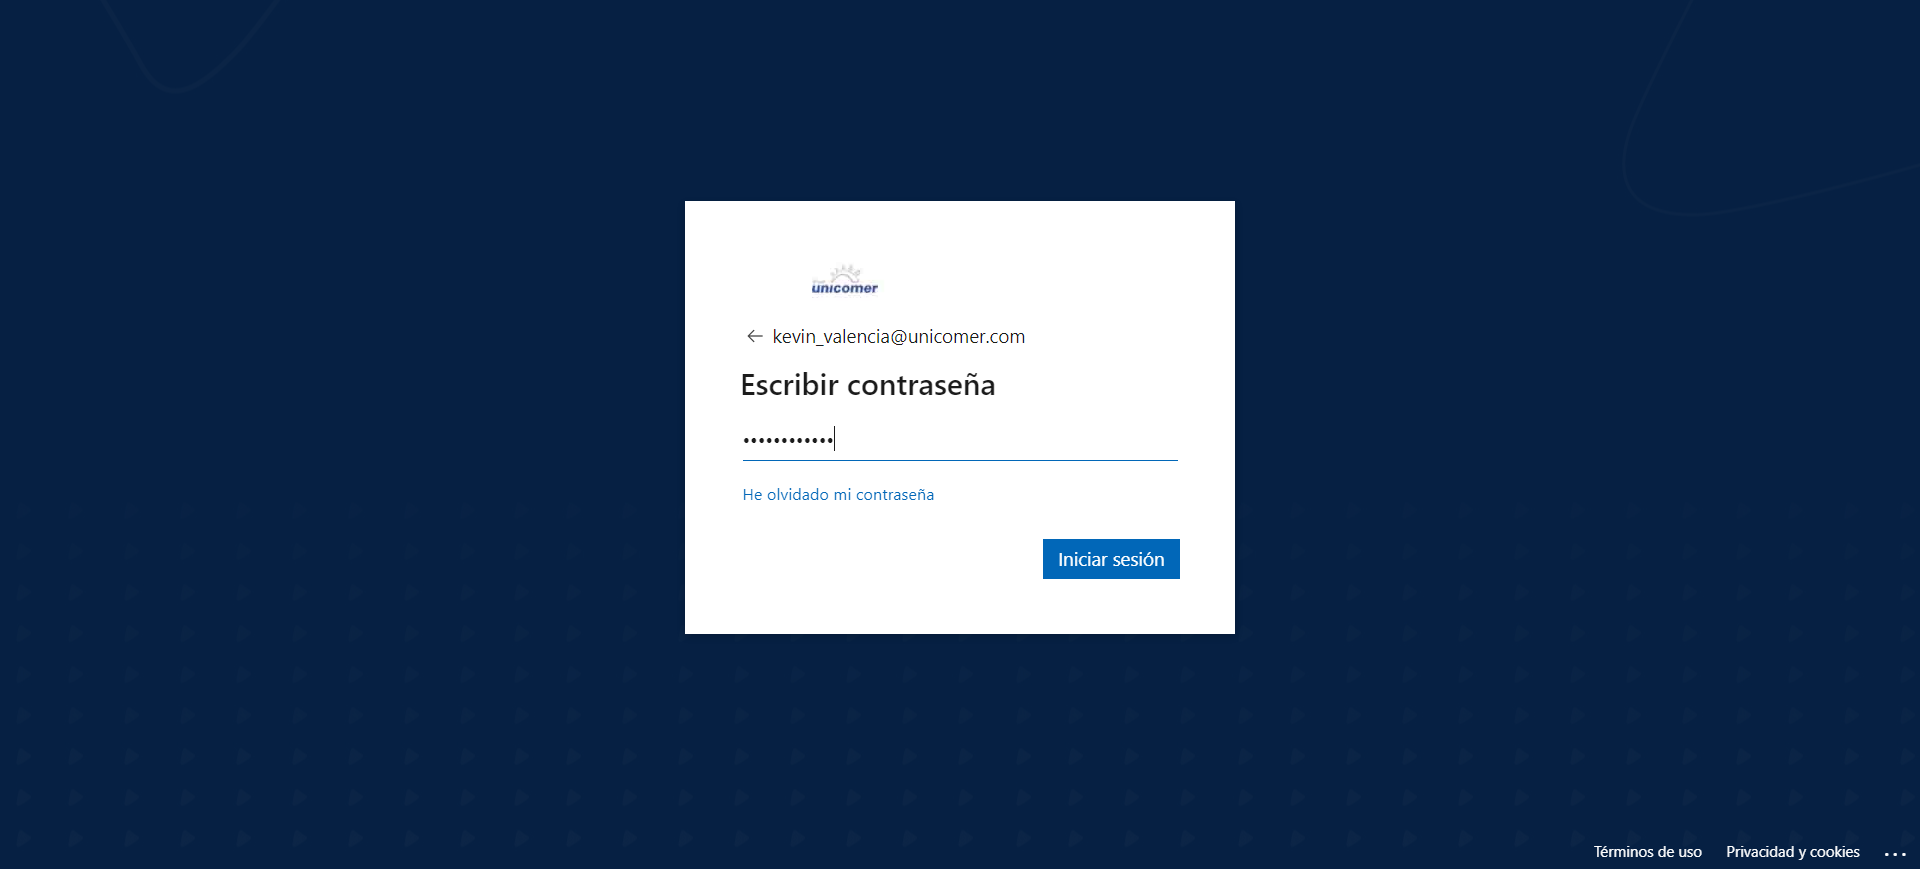 unicomer
kevin_valencia@unicomer.com
Escribir contraseña
••••••••••••
He olvidado mi contraseña
Iniciar sesión
Términos de uso Privacidad y cookies ...